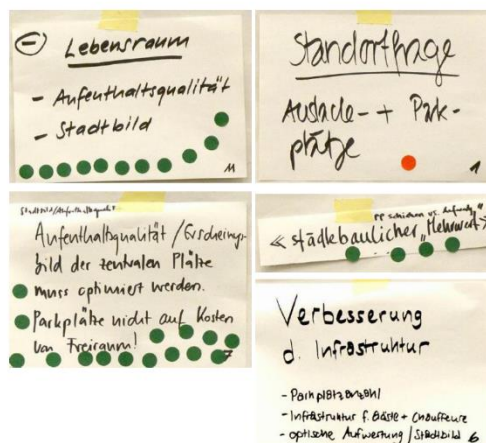 Lebensraum
- Aufenthaltsqualität
- Stadtbild
11
Standortfrage
Auslade- + Park-
plätze
1
Aufenthaltsqualität / Erscheinungs-
bild der zentralen Plätze
muss optimiert werden.
Parkplätze nicht auf Kosten
von Freiraum!
7
« städtebaulicher „Mehrwert"
Verbesserung
d. Infrastruktur
- Parkplatzanzahl
- Infrastruktur f. Gäste + Chauffeure
- optische Aufwertung / Stadtbild 6